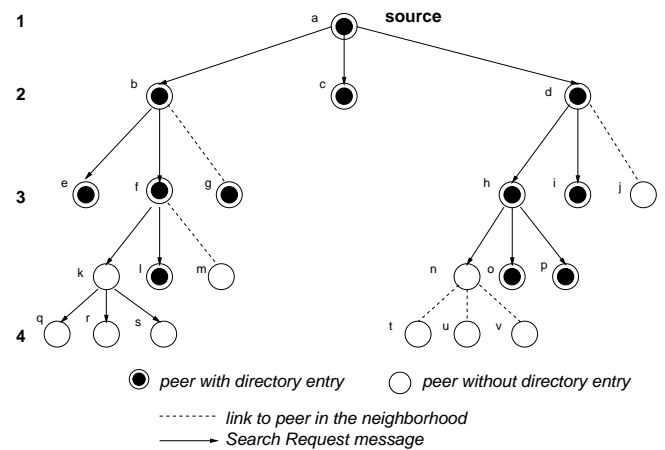 1 a source
2 b c d
3 e f g h i j
k l m n o p
4 q r s t u v
peer with directory entry peer without directory entry
link to peer in the neighborhood
Search Request message